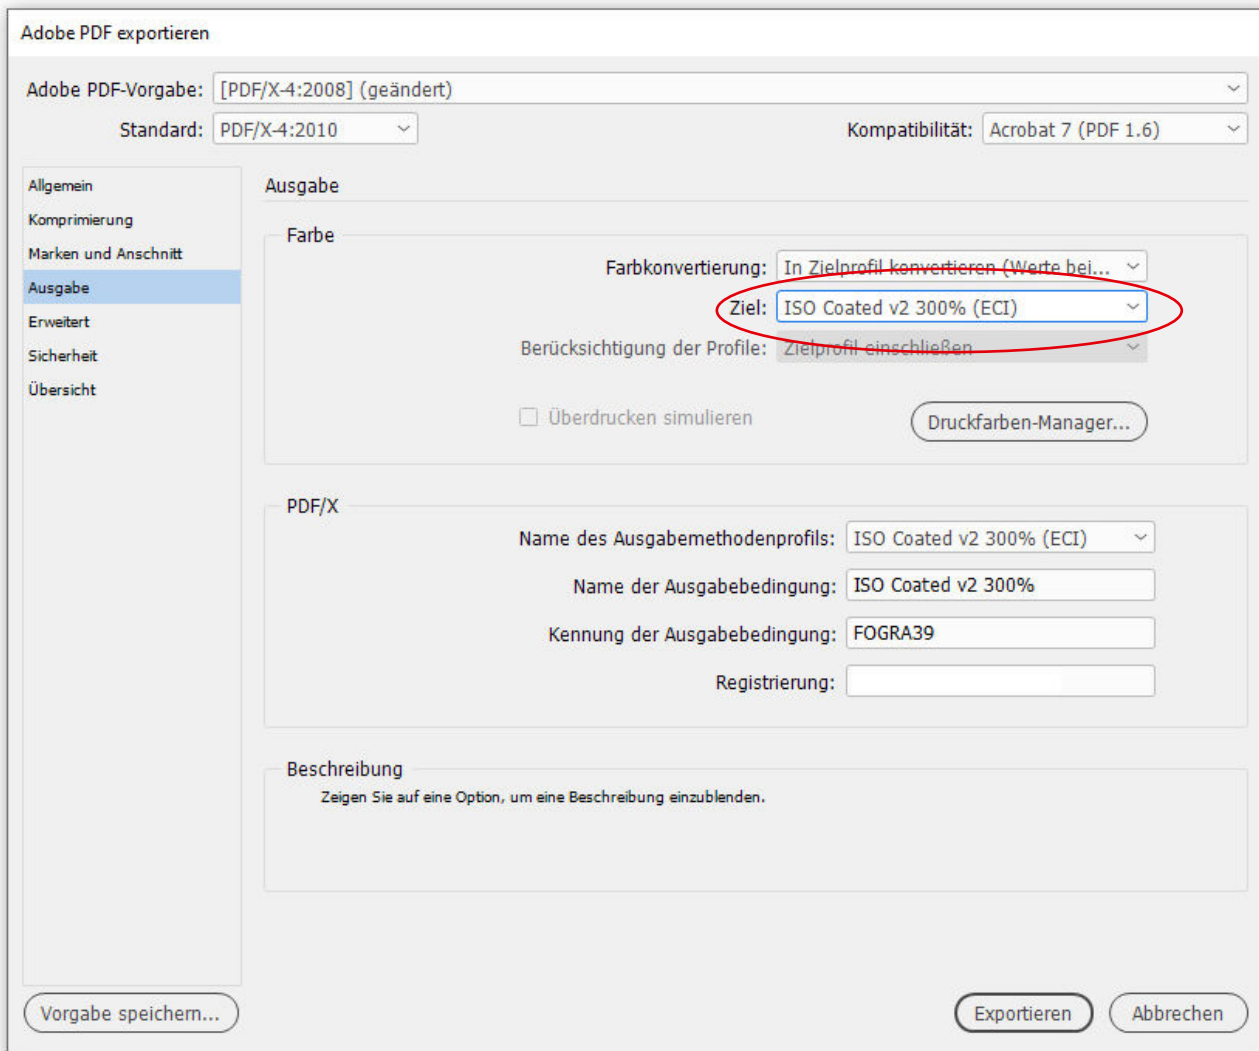 Adobe PDF exportieren
Adobe PDF-Vorgabe: [PDF/X-4:2008] (geändert)
Standard: PDF/X-4:2010 Kompatibilität: Acrobat 7 (PDF 1.6)
Allgemein
Komprimierung
Marken und Anschnitt
Ausgabe
Erweitert
Sicherheit
Übersicht
Ausgabe
Farbe
Farbkonvertierung: In Zielprofil konvertieren (Werte bei...
Ziel: ISO Coated v2 300% (ECI)
Berücksichtigung der Profile: Zielprofil einschließen
Überdrucken simulieren
Druckfarben-Manager...
PDF/X
Name des Ausgabemethodenprofils: ISO Coated v2 300% (ECI)
Name der Ausgabebedingung: ISO Coated v2 300%
Kennung der Ausgabebedingung: FOGRA39
Registrierung:
Beschreibung
Zeigen Sie auf eine Option, um eine Beschreibung einzublenden.
Vorgabe speichern...
Exportieren
Abbrechen